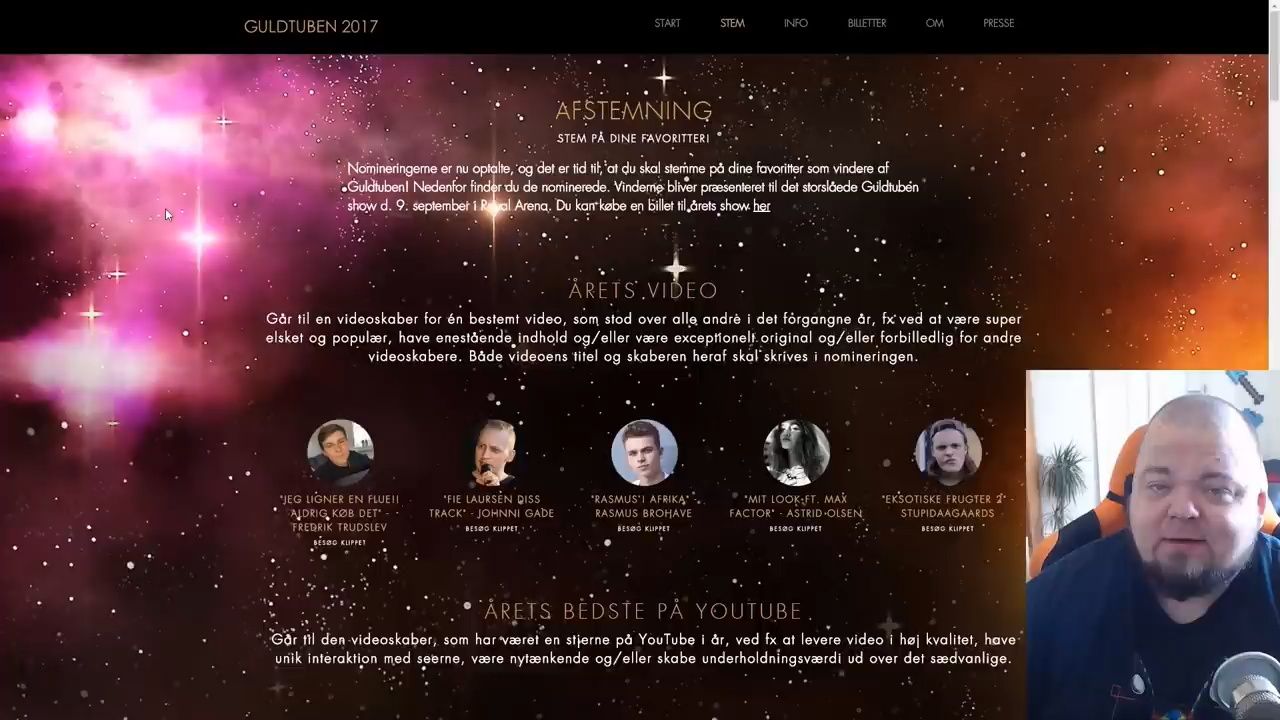 GULDTUBEN 2017
START STEM INFO BILLETTER OM PRESSE
AFSTEMNING
STEM PÅ DINE FAVORITTER!
Nomineringerne er nu optalte, og det er tid til, at du skal stemme på dine favoritter som vindere af
Guldtuben! Nedenfor finder du de nominerede. Vinderne bliver præsenteret til det storslåede Guldtuben
show d. 9. september i Royal Arena. Du kan købe en billet til årets show her
ÅRETS VIDEO
Går til en videoskaber for én bestemt video, som stod over alle andre i det forgangne år, fx ved at være super
elsket og populær, have enestående indhold og/eller være exceptionelt original og/eller forbilledlig for andre
videoskabere. Både videoens titel og skaberen heraf skal skrives i nomineringen.
"JEG LIGNER EN FLUE!!
ALDRIG KØB DET" -
FREDRIK TRUDSLEV
BESØG KLIPPET
"FIE LAURSEN DISS
TRACK" - JOHNNI GADE
BESØG KLIPPET
"RASMUS I AFRIKA" -
RASMUS BROHAVE
BESØG KLIPPET
"MIT LOOK FT. MAX
FACTOR" - ASTRID OLSEN
BESØG KLIPPET
"EKSOTISKE FRUGTER 2" -
STUPIDAAGAARDS
BESØG KLIPPET
ÅRETS BEDSTE PÅ YOUTUBE
Går til den videoskaber, som har været en stjerne på YouTube i år, ved fx at levere video i høj kvalitet, have
unik interaktion med seerne, være nytænkende og/eller skabe underholdningsværdi ud over det sædvanlige.